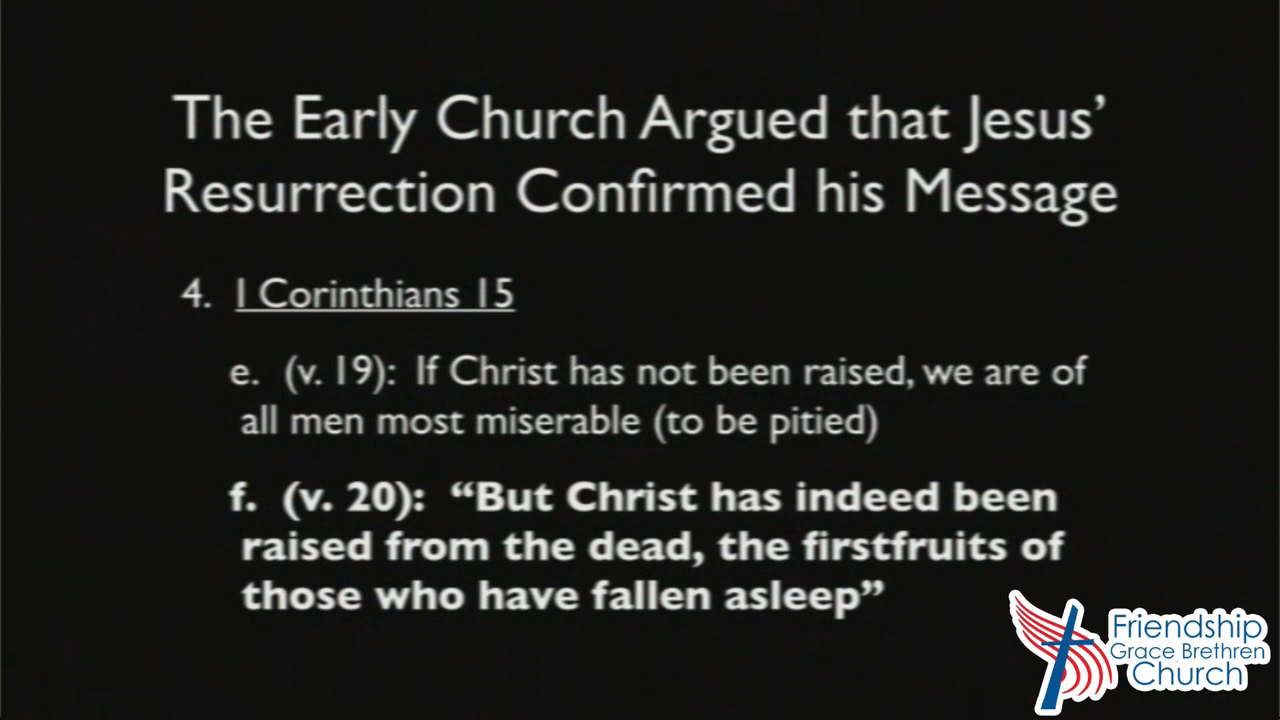 The Early Church Argued that Jesus’
Resurrection Confirmed his Message
4. I Corinthians 15
e. (v. 19): If Christ has not been raised, we are of
all men most miserable (to be pitied)
f. (v. 20): “But Christ has indeed been
raised from the dead, the firstfruits of
those who have fallen asleep”
Friendship
Grace Brethren
Church